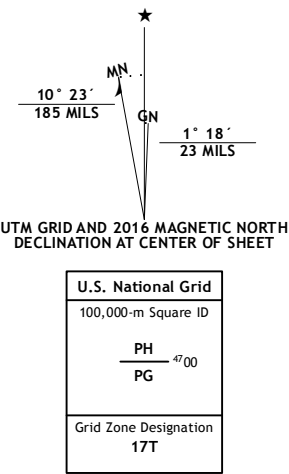 MN
10° 23´
185 MILS
GN
1° 18´
23 MILS
UTM GRID AND 2016 MAGNETIC NORTH
DECLINATION AT CENTER OF SHEET
U.S. National Grid
100,000-m Square ID
PH
4700
PG
Grid Zone Designation
17T